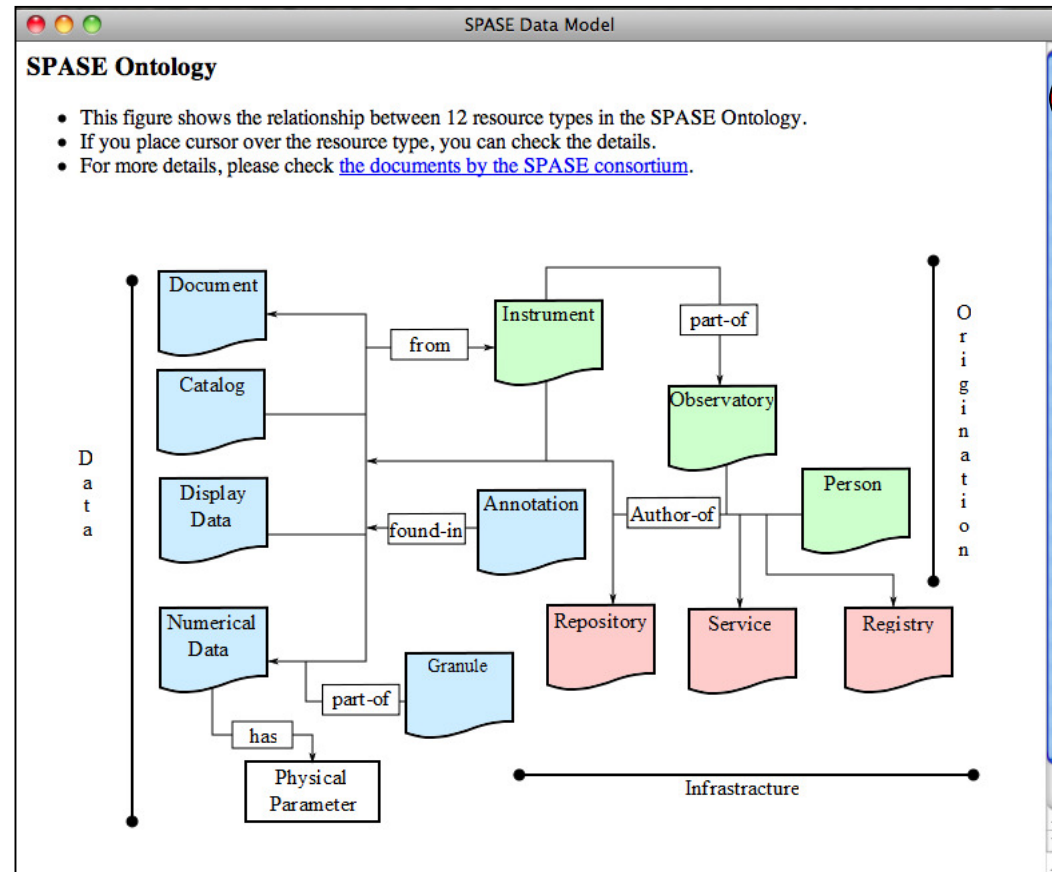 SPASE Data Model
SPASE Ontology
• This figure shows the relationship between 12 resource types in the SPASE Ontology.
• If you place cursor over the resource type, you can check the details.
• For more details, please check the documents by the SPASE consortium.
Document
Instrument
part-of
from
Catalog
Observatory
Origination
Data
Display
Data
Annotation
Person
found-in
Author-of
Numerical
Data
Repository
Service
Registry
Granule
part-of
has
Physical
Parameter
Infrastracture